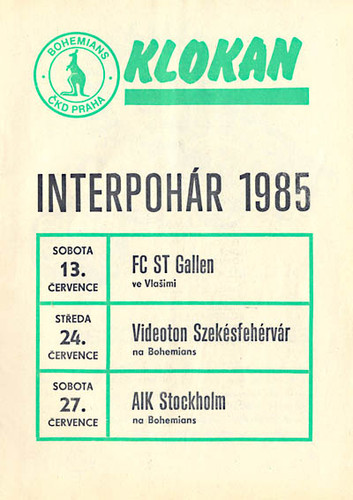 BOHEMIANS
ČKD PRAHA
KLOKAN
INTERPOHÁR 1985
SOBOTA
13.
ČERVENCE
FC ST Gallen
ve Vlašimi
STŘEDA
24.
ČERVENCE
Videoton Szekésfehérvár
na Bohemians
SOBOTA
27.
ČERVENCE
AIK Stockholm
na Bohemians